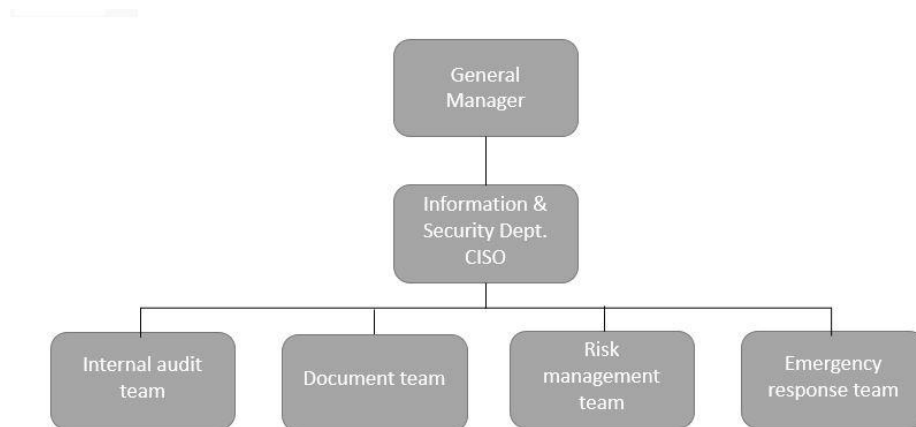 General
Manager
Information &
Security Dept.
CISO
Internal audit
team
Document team
Risk
management
team
Emergency
response team